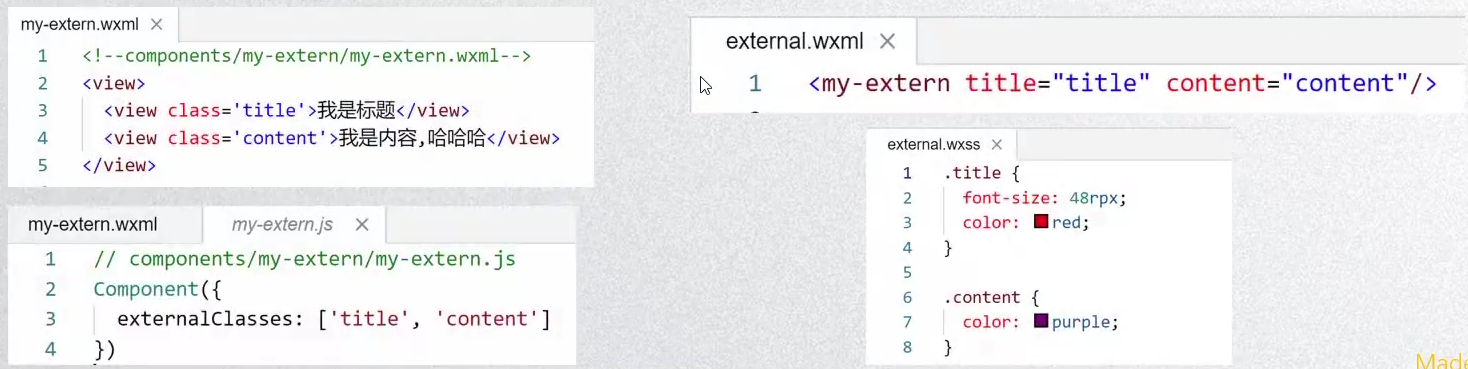 my-extern.wxml ×
1 <!--components/my-extern/my-extern.wxml-->
2 <view>
3 <view class='title'>我是标题</view>
4 <view class='content'>我是内容,哈哈哈</view>
5 </view>
my-extern.wxml my-extern.js ×
1 // components/my-extern/my-extern.js
2 Component({
3 externalClasses: ['title', 'content']
4 })
external.wxml ×
1 <my-extern title="title" content="content"/>
external.wxss ×
1 .title {
2 font-size: 48rpx;
3 color: red;
4 }
5
6 .content {
7 color: purple;
8 }
Made